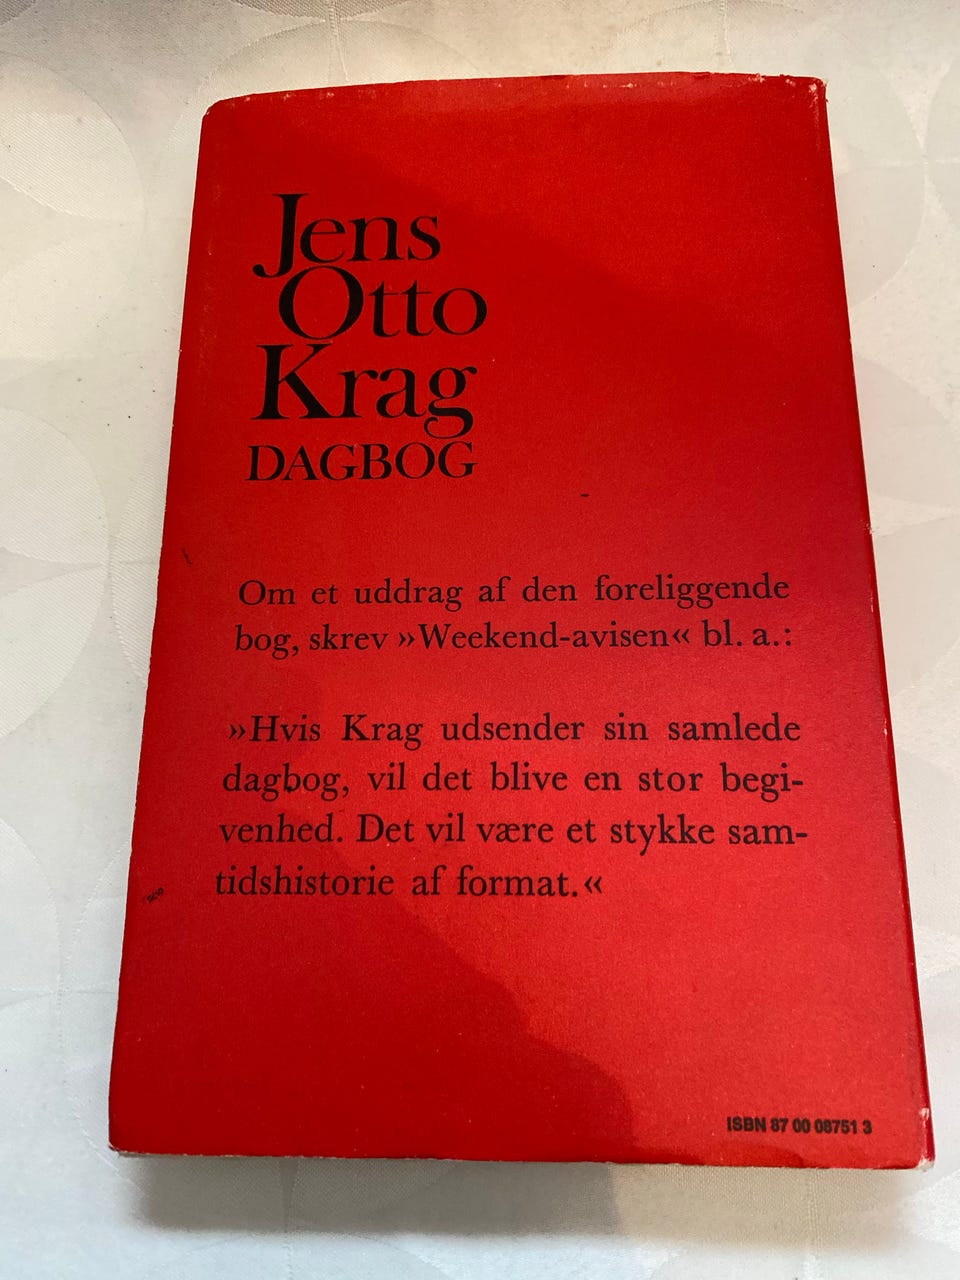 Jens
Otto
Krag
DAGBOG
Om et uddrag af den foreliggende
bog, skrev »Weekend-avisen« bl. a.:
»Hvis Krag udsender sin samlede
dagbog, vil det blive en stor begi-
venhed. Det vil være et stykke sam-
tidshistorie af format.«
ISBN 87 00 08751 3